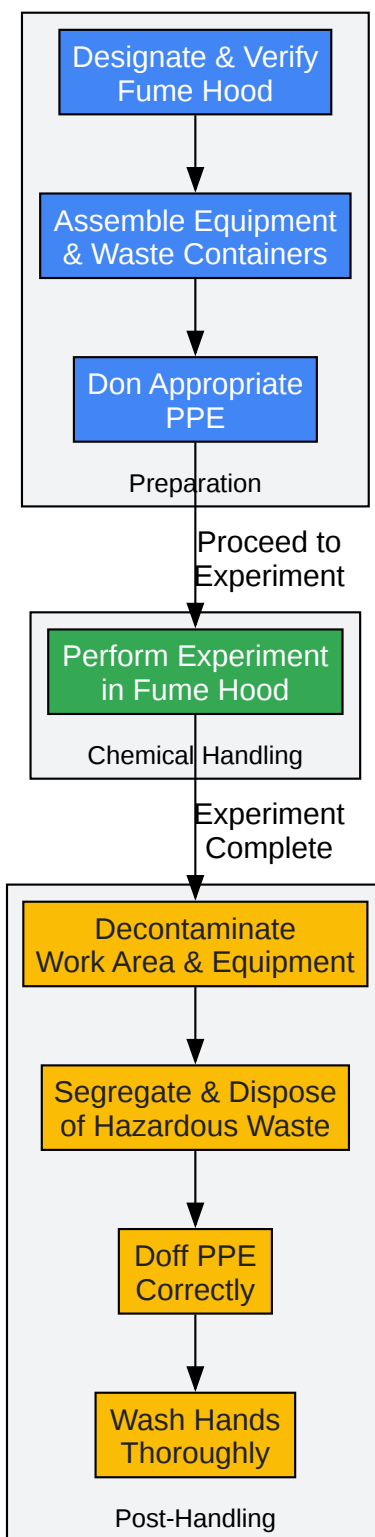 Designate & Verify
Fume Hood
Assemble Equipment
& Waste Containers
Don Appropriate
PPE
Preparation
Proceed to
Experiment
Perform Experiment
in Fume Hood
Chemical Handling
Experiment
Complete
Decontaminate
Work Area & Equipment
Segregate & Dispose
of Hazardous Waste
Doff PPE
Correctly
Wash Hands
Thoroughly
Post-Handling